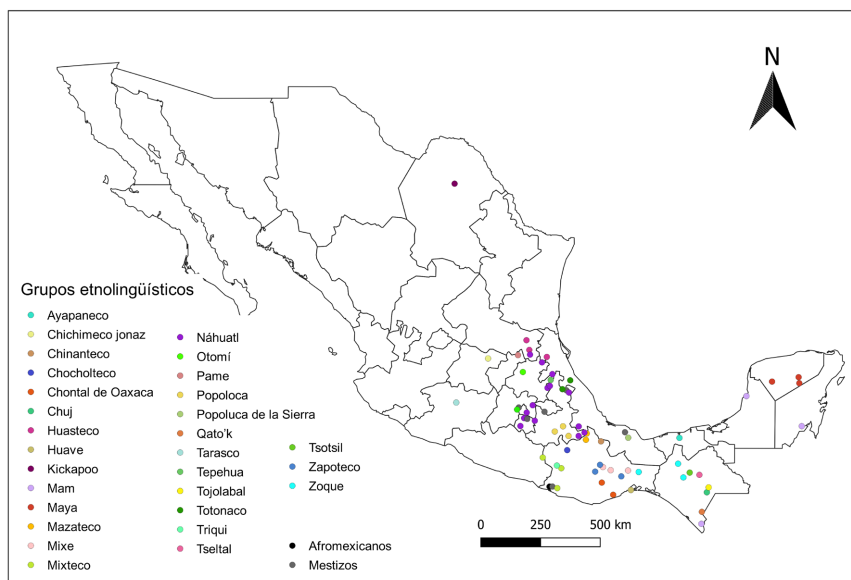 N
Grupos etnolingüísticos
Ayapaneco
Chichimeco jonaz
Chinanteco
Chocholteco
Chontal de Oaxaca
Chuj
Huasteco
Huave
Kickapoo
Mam
Maya
Mazateco
Mixe
Mixteco
Náhuatl
Otomí
Pame
Popoloca
Popoluca de la Sierra
Qato'k
Tarasco
Tepehua
Tojolabal
Totonaco
Triqui
Tseltal
Tsotsil
Zapoteco
Zoque
Afromexicanos
Mestizos
0 250 500 km